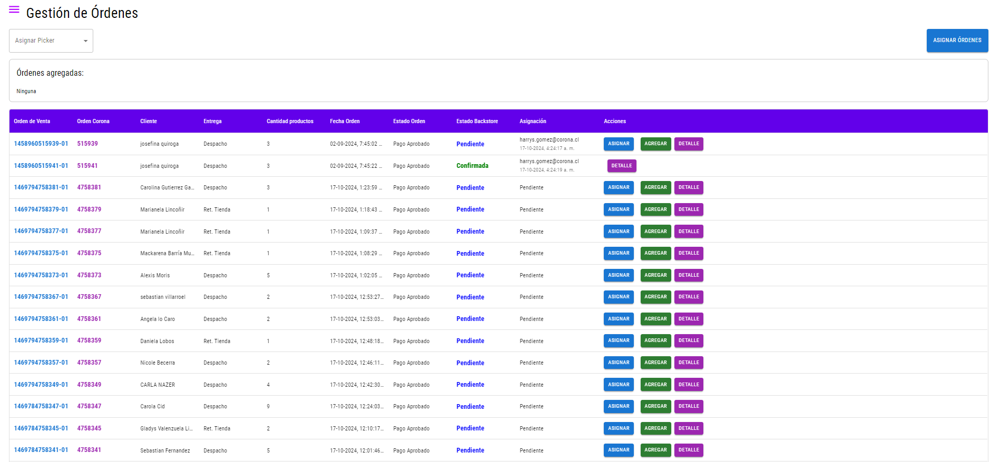 Gestión de Órdenes
Asignar Picker
ASIGNAR ÓRDENES
Órdenes agregadas:
Ninguna
Orden de Venta Orden Corona Cliente Entrega Cantidad productos Fecha Orden Estado Orden Estado Backstore Asignación Acciones
1458960515939-01 515939 josefina quiroga Despacho 3 02-09-2024, 7:45:02 ... Pago Aprobado Pendiente harrys.gomez@corona.cl ASIGNAR AGREGAR DETALLE
17-10-2024, 4:24:17 a. m.
1458960515941-01 515941 josefina quiroga Despacho 3 02-09-2024, 7:45:22 ... Pago Aprobado Confirmada harrys.gomez@corona.cl DETALLE
17-10-2024, 4:24:19 a. m.
1469794758381-01 4758381 Carolina Gutierrez Ga... Despacho 3 17-10-2024, 1:23:59 ... Pago Aprobado Pendiente Pendiente ASIGNAR AGREGAR DETALLE
1469794758379-01 4758379 Marianela Lincoñir Ret. Tienda 1 17-10-2024, 1:18:43 ... Pago Aprobado Pendiente Pendiente ASIGNAR AGREGAR DETALLE
1469794758377-01 4758377 Marianela Lincoñir Ret. Tienda 1 17-10-2024, 1:09:37 ... Pago Aprobado Pendiente Pendiente ASIGNAR AGREGAR DETALLE
1469794758375-01 4758375 Mackarena Barría Mu... Ret. Tienda 1 17-10-2024, 1:08:29 ... Pago Aprobado Pendiente Pendiente ASIGNAR AGREGAR DETALLE
1469794758373-01 4758373 Alexis Moris Despacho 5 17-10-2024, 1:02:05 ... Pago Aprobado Pendiente Pendiente ASIGNAR AGREGAR DETALLE
1469794758367-01 4758367 sebastian villarroel Despacho 2 17-10-2024, 12:53:27... Pago Aprobado Pendiente Pendiente ASIGNAR AGREGAR DETALLE
1469794758361-01 4758361 Angela lo Caro Despacho 2 17-10-2024, 12:53:03... Pago Aprobado Pendiente Pendiente ASIGNAR AGREGAR DETALLE
1469794758359-01 4758359 Daniela Lobos Ret. Tienda 1 17-10-2024, 12:48:18... Pago Aprobado Pendiente Pendiente ASIGNAR AGREGAR DETALLE
1469794758357-01 4758357 Nicole Becerra Despacho 2 17-10-2024, 12:46:11... Pago Aprobado Pendiente Pendiente ASIGNAR AGREGAR DETALLE
1469794758349-01 4758349 CARLA NAZER Despacho 4 17-10-2024, 12:42:30... Pago Aprobado Pendiente Pendiente ASIGNAR AGREGAR DETALLE
1469784758347-01 4758347 Carola Cid Despacho 9 17-10-2024, 12:24:03... Pago Aprobado Pendiente Pendiente ASIGNAR AGREGAR DETALLE
1469784758345-01 4758345 Gladys Valenzuela Li... Ret. Tienda 2 17-10-2024, 12:10:17... Pago Aprobado Pendiente Pendiente ASIGNAR AGREGAR DETALLE
1469784758341-01 4758341 Sebastian Fernandez Despacho 5 17-10-2024, 12:01:46... Pago Aprobado Pendiente Pendiente ASIGNAR AGREGAR DETALLE